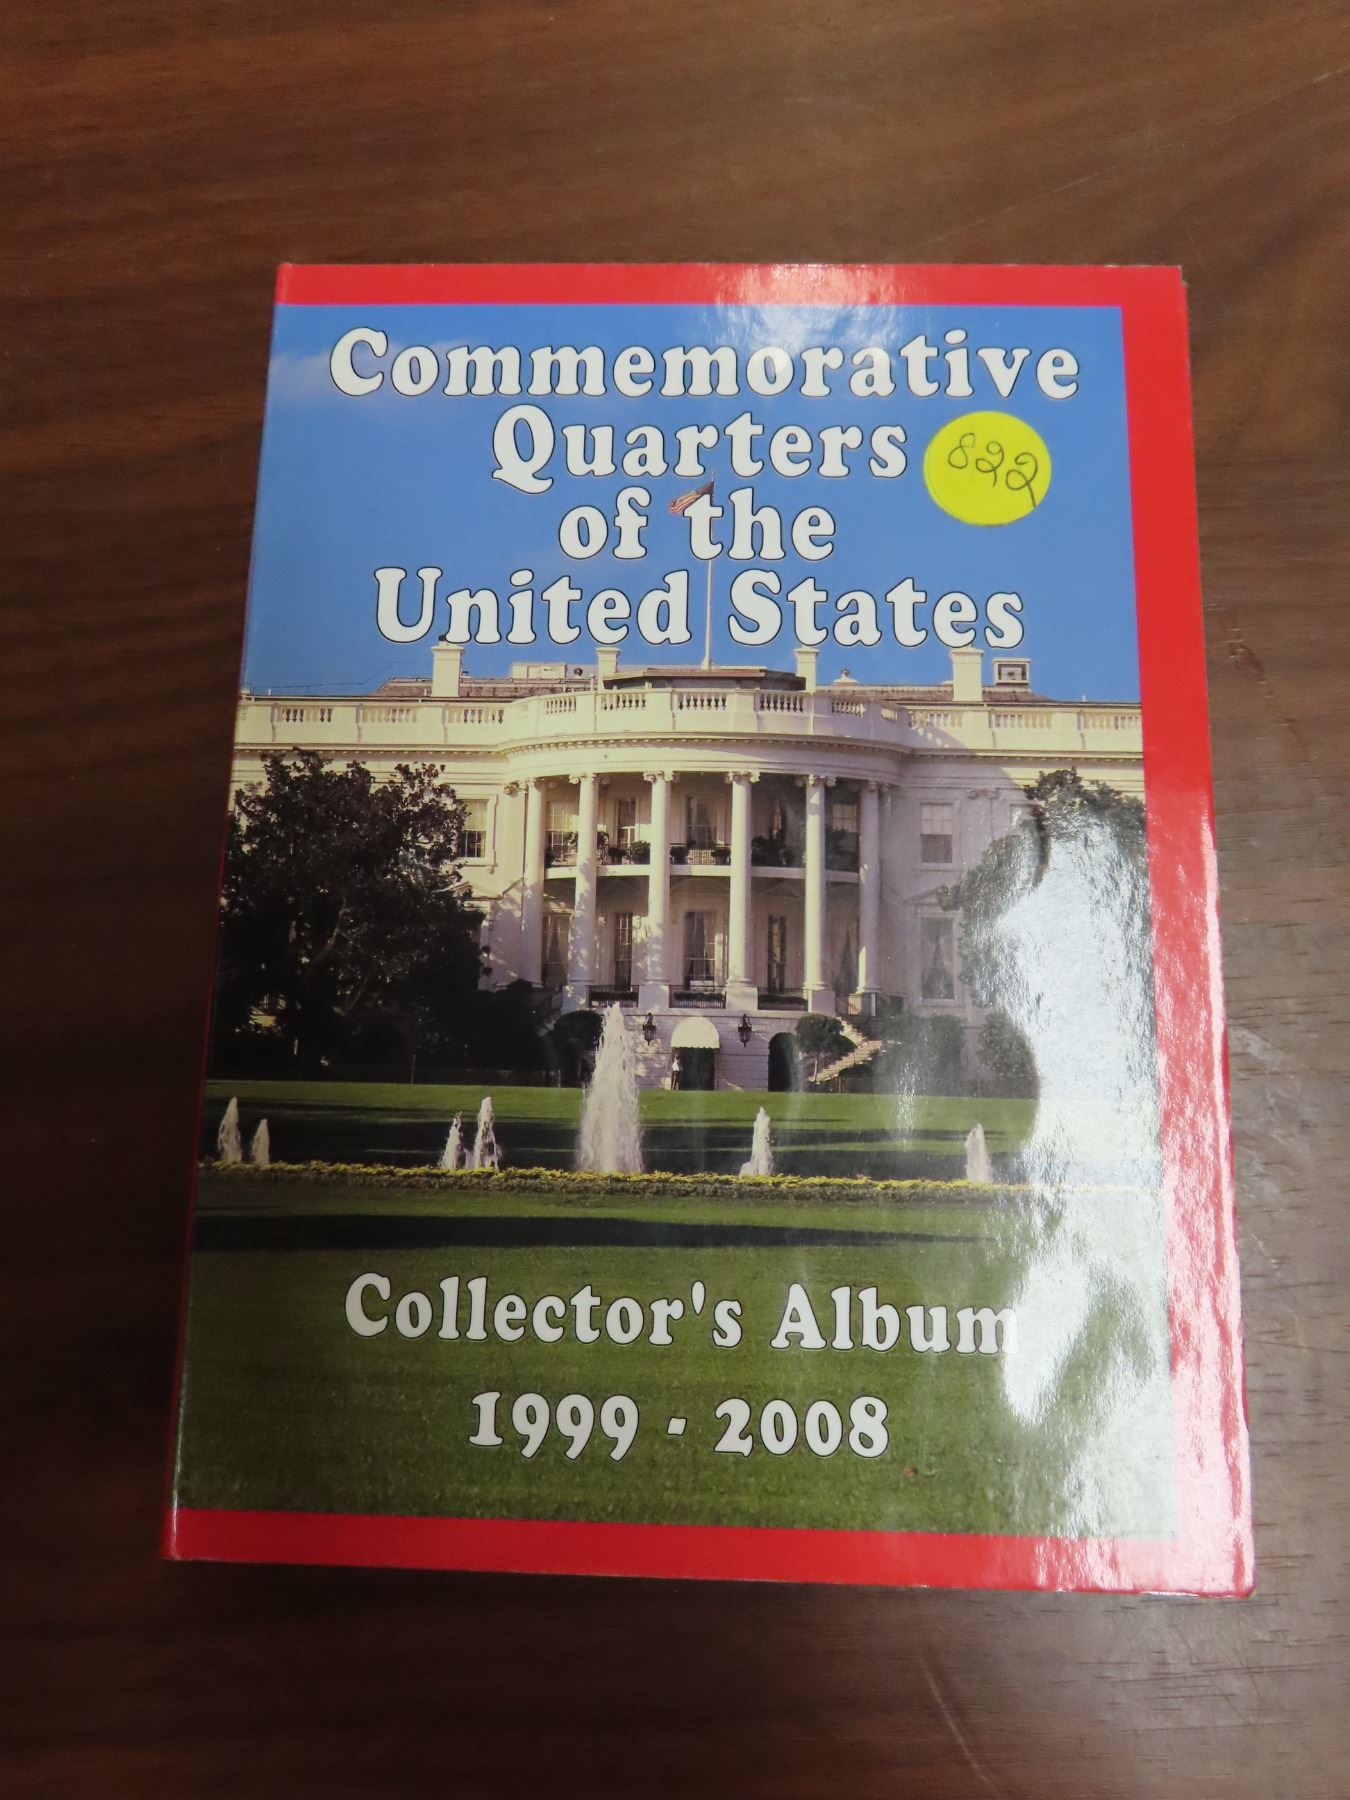 Commemorative
Quarters
822
of the
United States
Collector's Album
1999 - 2008